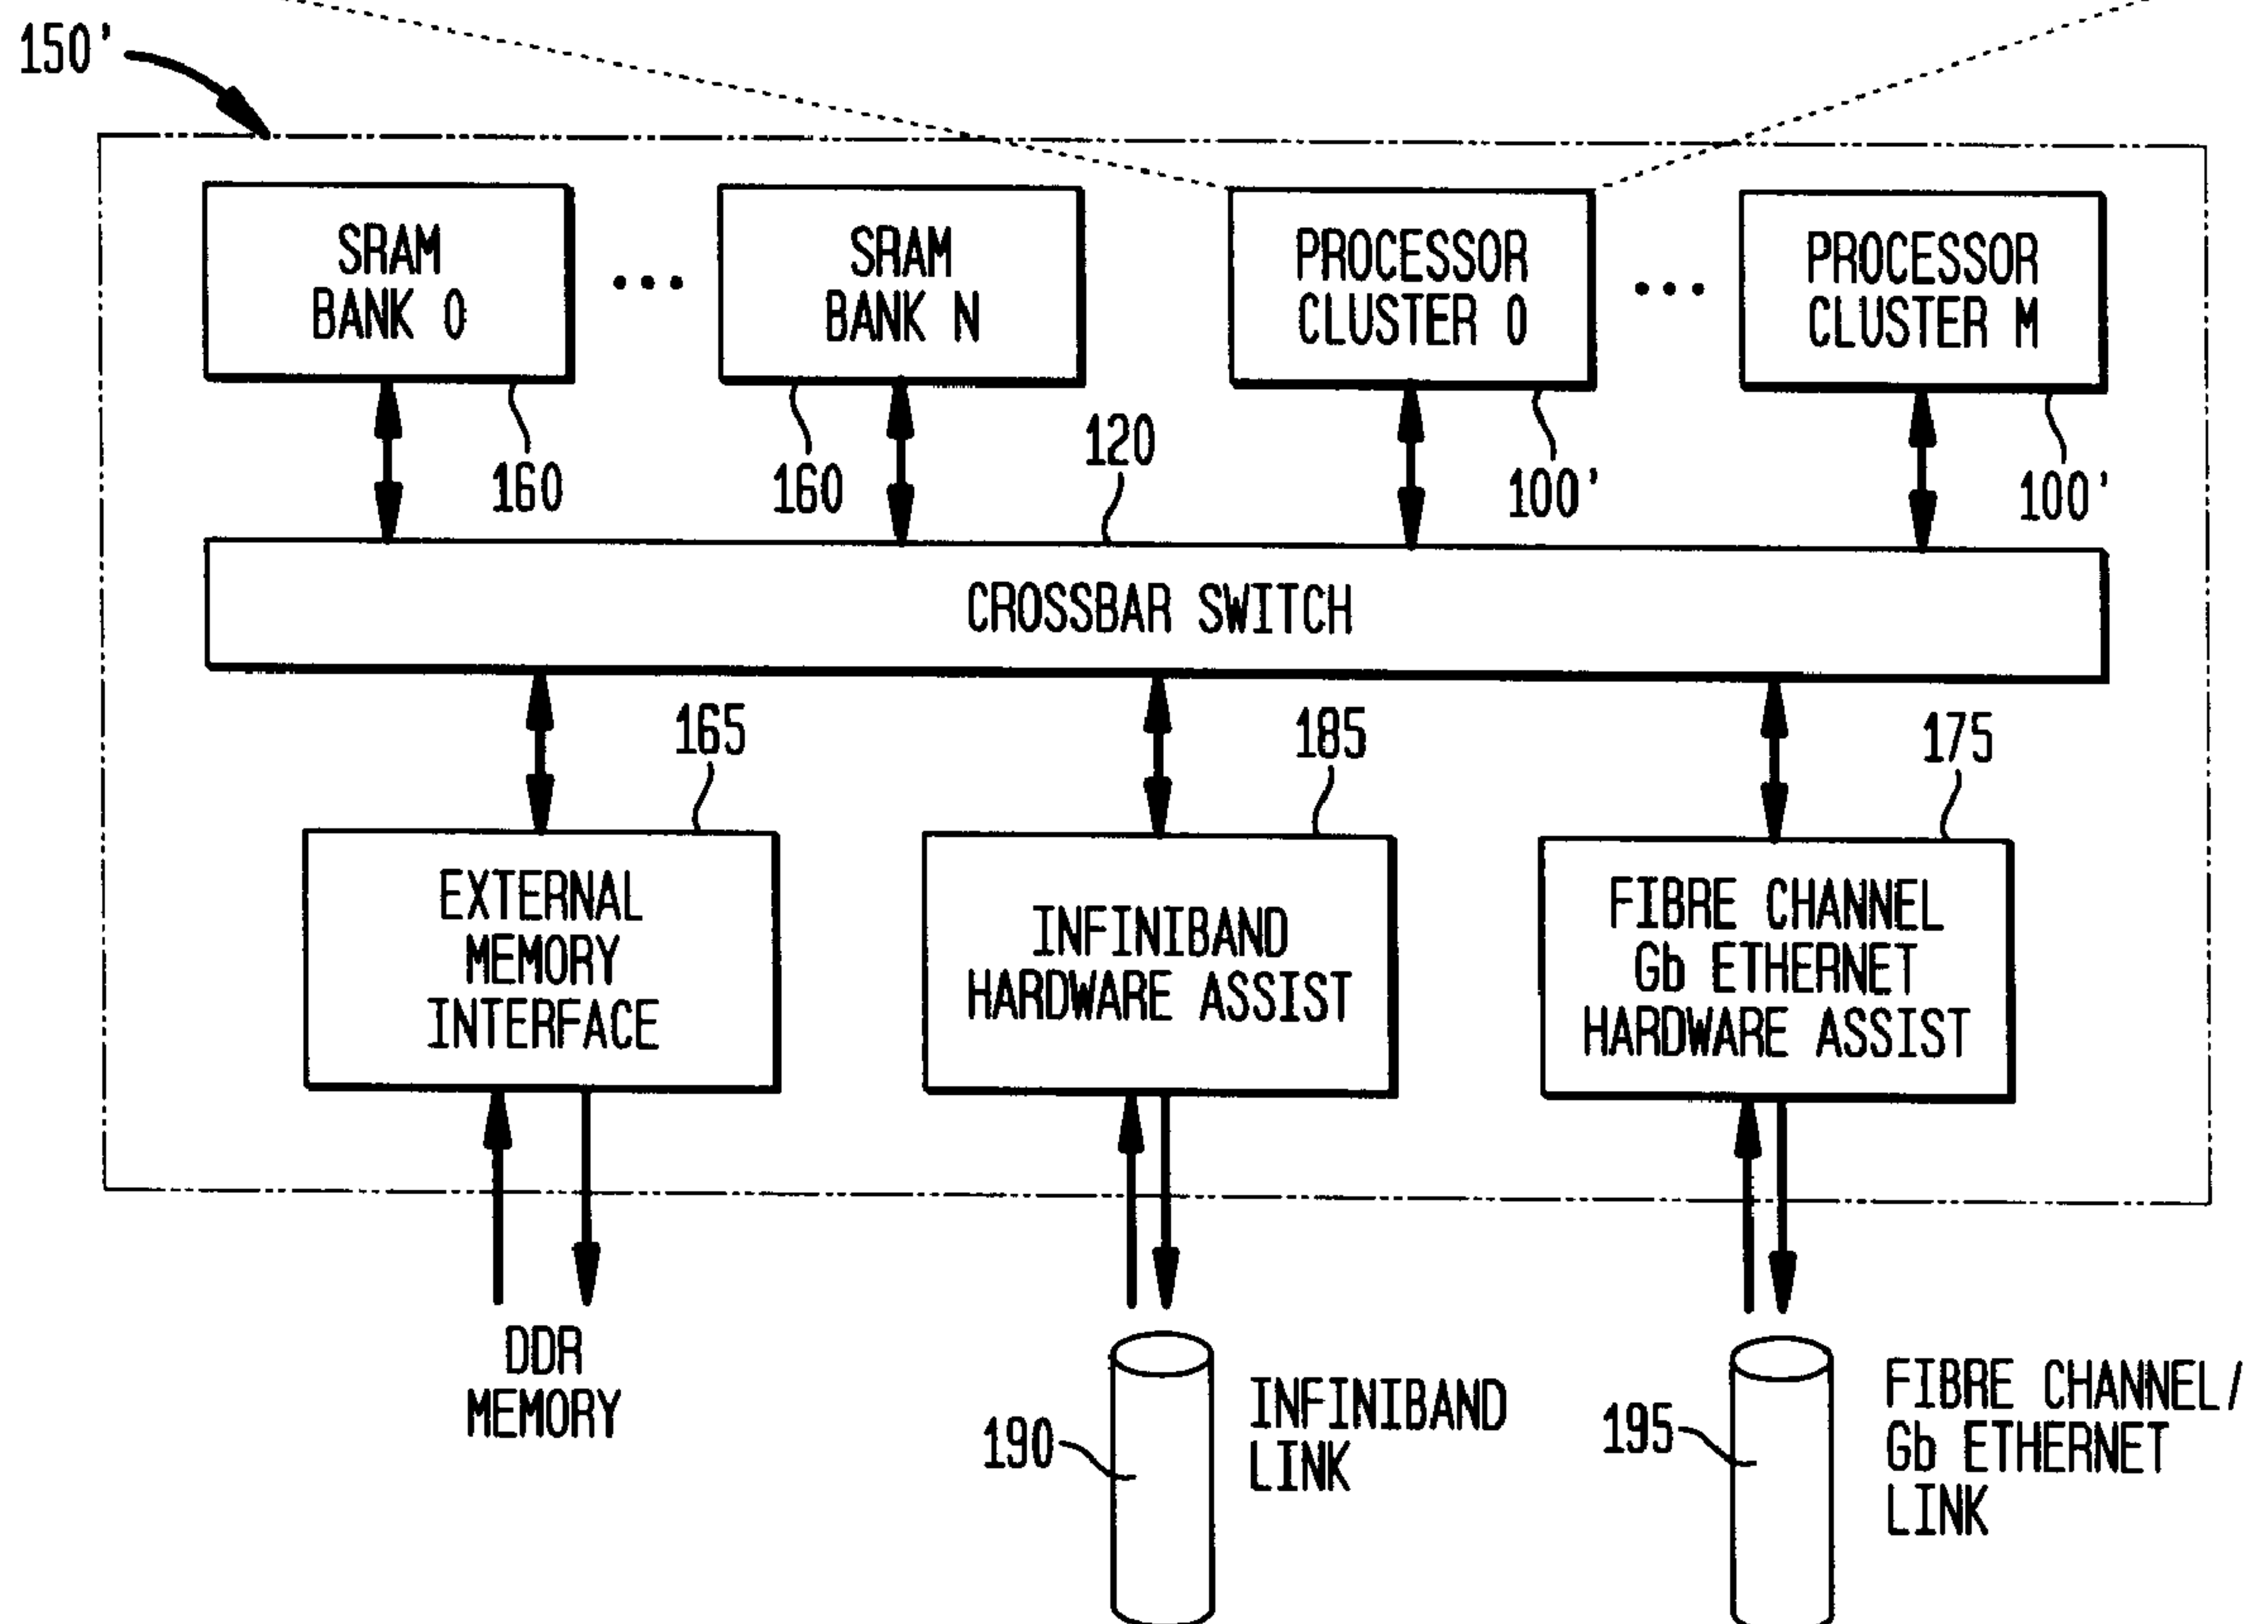 150'
SRAM
BANK 0
SRAM
BANK N
PROCESSOR
CLUSTER 0
PROCESSOR
CLUSTER M
160
160
120
100'
100'
CROSSBAR SWITCH
165
185
175
EXTERNAL
MEMORY
INTERFACE
INFINIBAND
HARDWARE ASSIST
FIBRE CHANNEL
Gb ETHERNET
HARDWARE ASSIST
DDR
MEMORY
190
INFINIBAND
LINK
195
FIBRE CHANNEL/
Gb ETHERNET
LINK